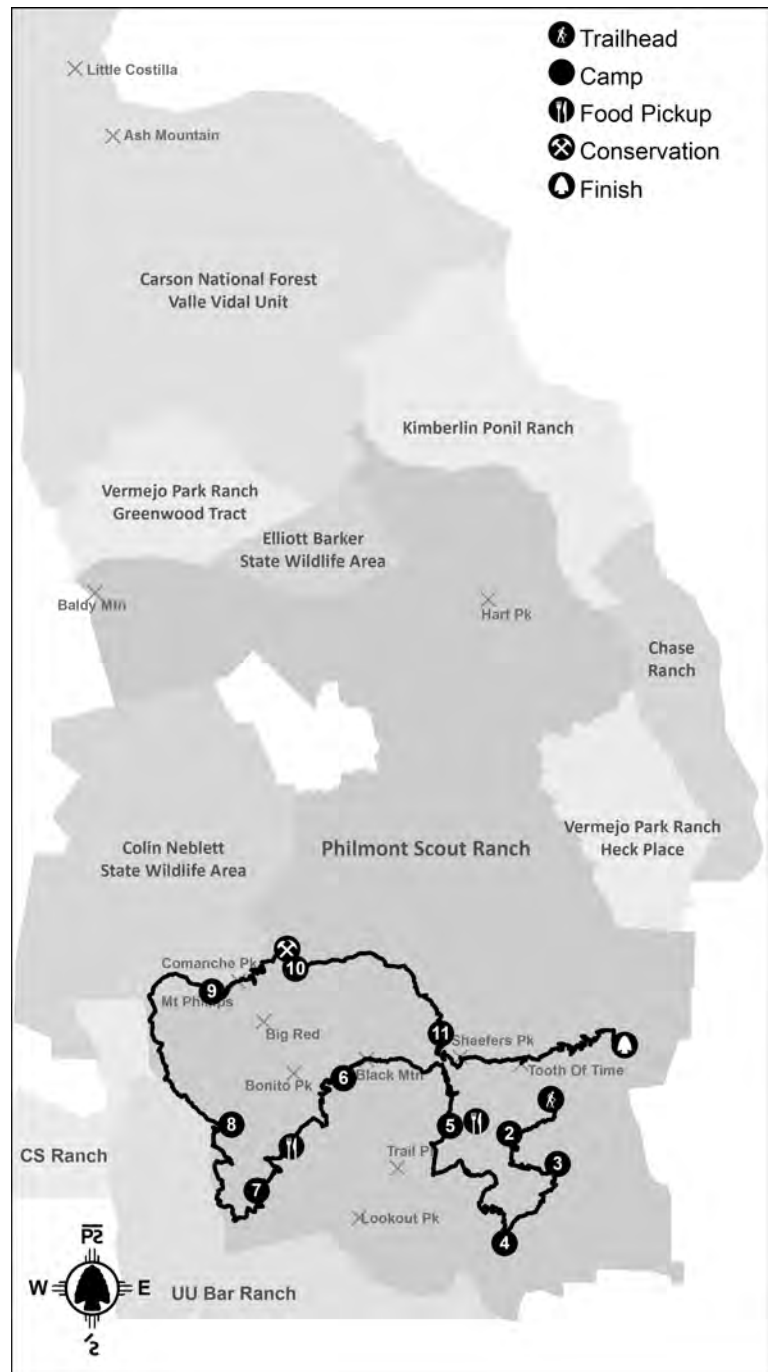 Trailhead
Camp
Food Pickup
Conservation
Finish
Little Costilla
Ash Mountain
Carson National Forest
Valle Vidal Unit
Kimberlin Ponil Ranch
Vermejo Park Ranch
Greenwood Tract
Elliott Barker
State Wildlife Area
Baldy Mtn
Hart Pk
Chase
Ranch
Vermejo Park Ranch
Heck Place
Colin Neblett
State Wildlife Area
Philmont Scout Ranch
Comanche Pk
10
9
Mt Phillips
Big Red
11
Shaefers Pk
Tooth Of Time
Black Mtn
6
Bonito Pk
8
5
2
3
CS Ranch
Trail Pk
7
Lookout Pk
4
W
E
UU Bar Ranch